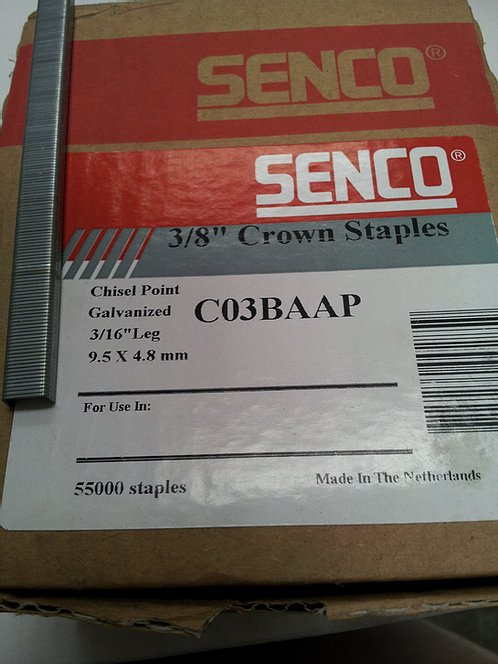 SENCO®
SENCO®
3/8" Crown Staples
Chisel Point
Galvanized
3/16"Leg
9.5 X 4.8 mm
C03BAAP
For Use In:
55000 staples
Made In The Netherlands